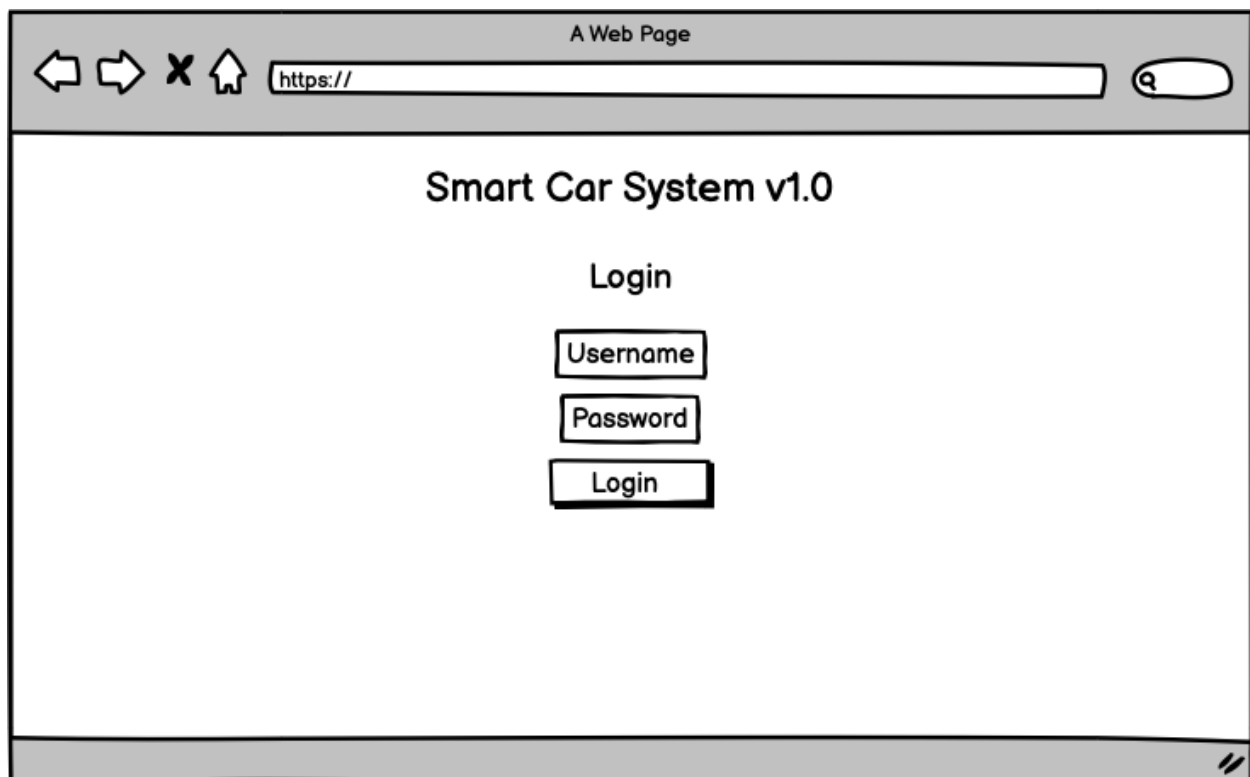 A Web Page
https://
Smart Car System v1.0
Login
Username
Password
Login